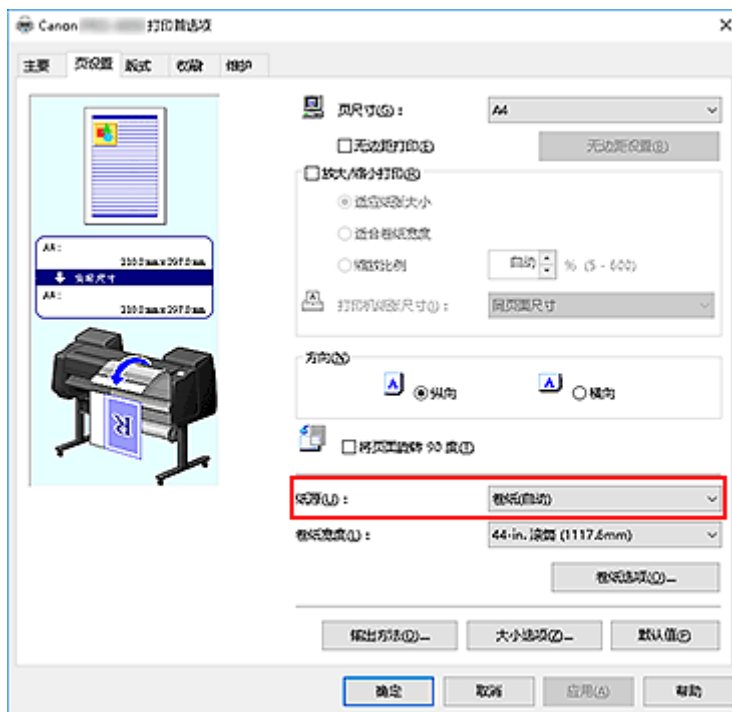 Canon 打印首选项
主要 页设置 版式 收藏 维护
页尺寸(G)： A4
无边距打印(E) 无边距设置(B)
放大/缩小打印(R)
适应纸张大小
适合卷纸宽度
缩放比例 自动 % (5 - 600)
打印机纸张尺寸(I)： 同页面尺寸
方向(N)
A 纵向 A 横向
将页面旋转 90 度(T)
纸源(U)： 卷纸(自动)
卷纸宽度(L)： 44-in. 滚筒 (1117.6mm)
卷纸选项(O)...
输出方法(D)... 大小选项(Z)... 默认值(F)
确定 取消 应用(A) 帮助
A4：
210.0mm x 297.0mm
实际尺寸
A4：
210.0mm x 297.0mm
R